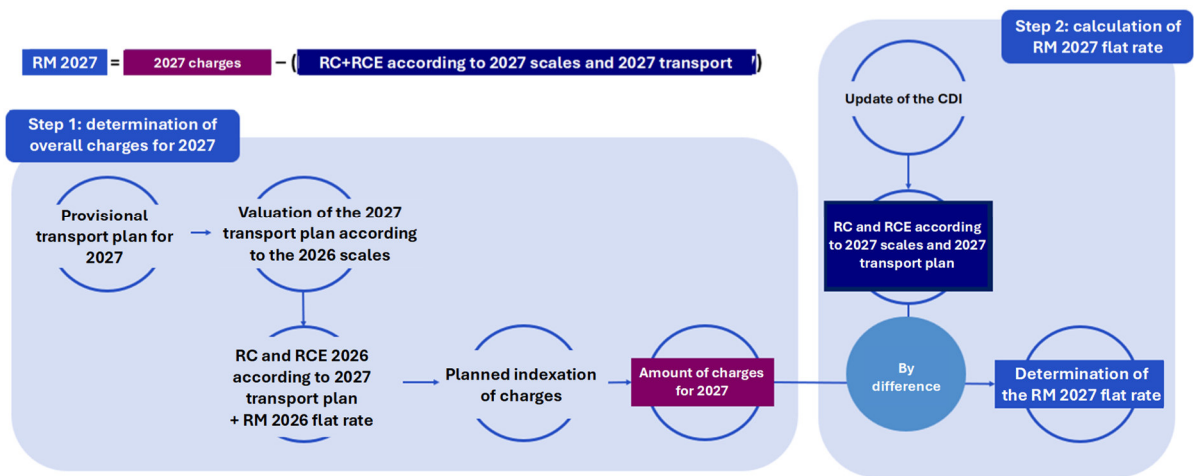 RM 2027 = 2027 charges – ( RC+RCE according to 2027 scales and 2027 transport )
Step 1: determination of
overall charges for 2027
Provisional
transport plan for
2027
Valuation of the 2027
transport plan according
to the 2026 scales
RC and RCE 2026
according to 2027
transport plan
+ RM 2026 flat rate
Planned indexation
of charges
Amount of charges
for 2027
Step 2: calculation of
RM 2027 flat rate
Update of the CDI
RC and RCE according
to 2027 scales and 2027
transport plan
By
difference
Determination of
the RM 2027 flat rate